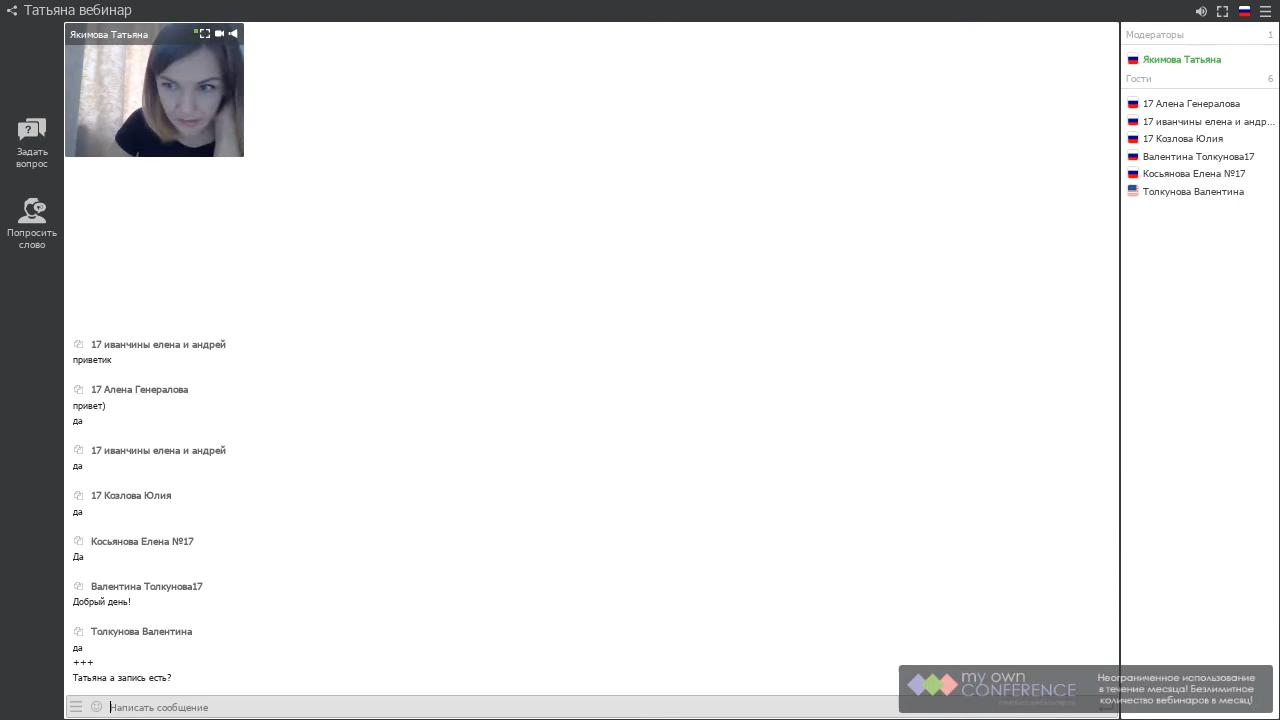 Татьяна вебинар
Якимова Татьяна
Задать
вопрос
Попросить
слово
17 иванчины елена и андрей
приветик
17 Алена Генералова
привет)
да
17 иванчины елена и андрей
да
17 Козлова Юлия
да
Косьянова Елена №17
Да
Валентина Толкунова17
Добрый день!
Толкунова Валентина
да
+++
Татьяна а запись есть?
Написать сообщение
Модераторы 1
Якимова Татьяна
Гости 6
17 Алена Генералова
17 иванчины елена и андр...
17 Козлова Юлия
Валентина Толкунова17
Косьянова Елена №17
Толкунова Валентина
my own
CONFERENCE
Неограниченное использование
в течение месяца! Безлимитное
количество вебинаров в месяц!